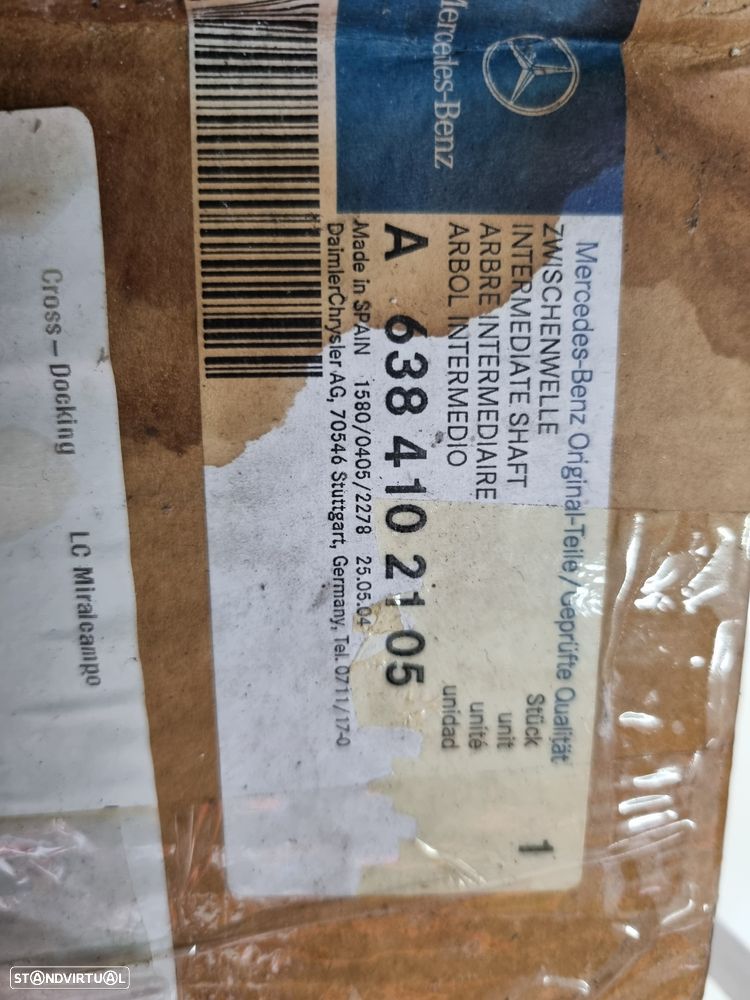 Mercedes-Benz
Mercedes-Benz Original-Teile / Geprüfte Qualität
ZWISCHENWELLE Stück 1
INTERMEDIATE SHAFT unit
ARBRE INTERMEDIAIRE unité
ARBOL INTERMEDIO unidad
A 638 410 21 05
Made in SPAIN 1580/0405/2278 25.05.04
DaimlerChrysler AG, 70546 Stuttgart, Germany, Tel. 0711/17-0
Cross-Docking LC Miralcampo
STANDVIRTUAL